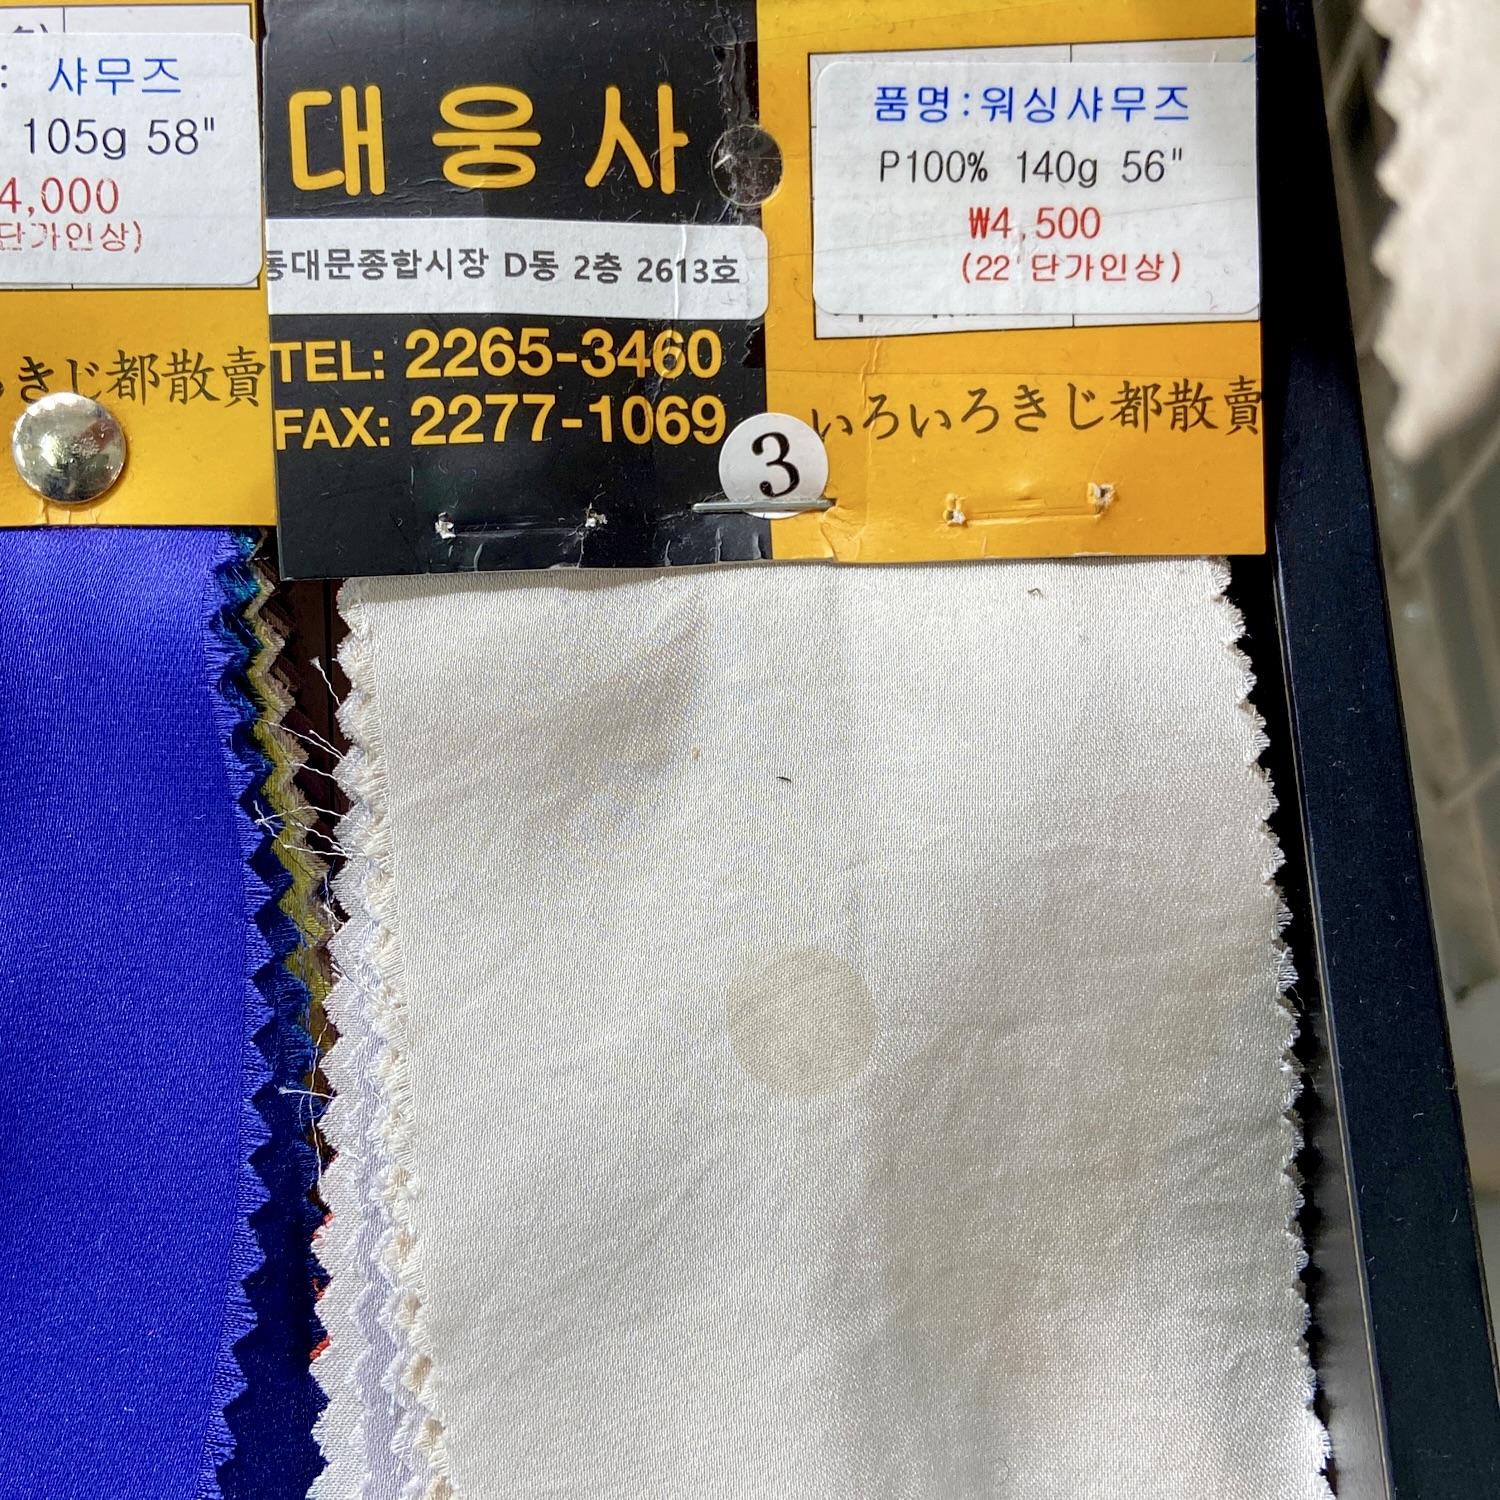 : 샤무즈
105g 58"
4,000
단가인상)
ろきじ都散賣
대웅사
동대문종합시장 D동 2층 2613호
TEL: 2265-3460
FAX: 2277-1069
3
품명:워싱샤무즈
P100% 140g 56"
₩4,500
(22' 단가인상)
いろいろきじ都散賣